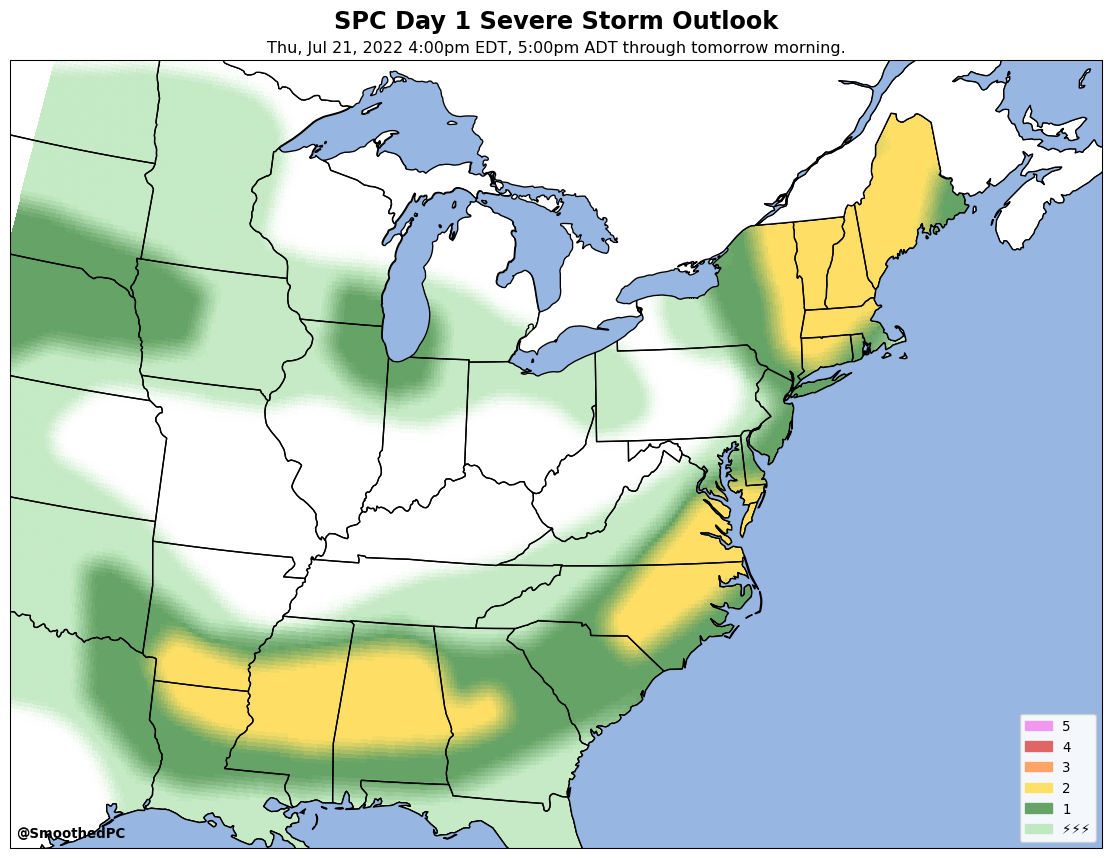 SPC Day 1 Severe Storm Outlook
Thu, Jul 21, 2022 4:00pm EDT, 5:00pm ADT through tomorrow morning.
5
4
3
2
1
⚡⚡⚡
@SmoothedPC